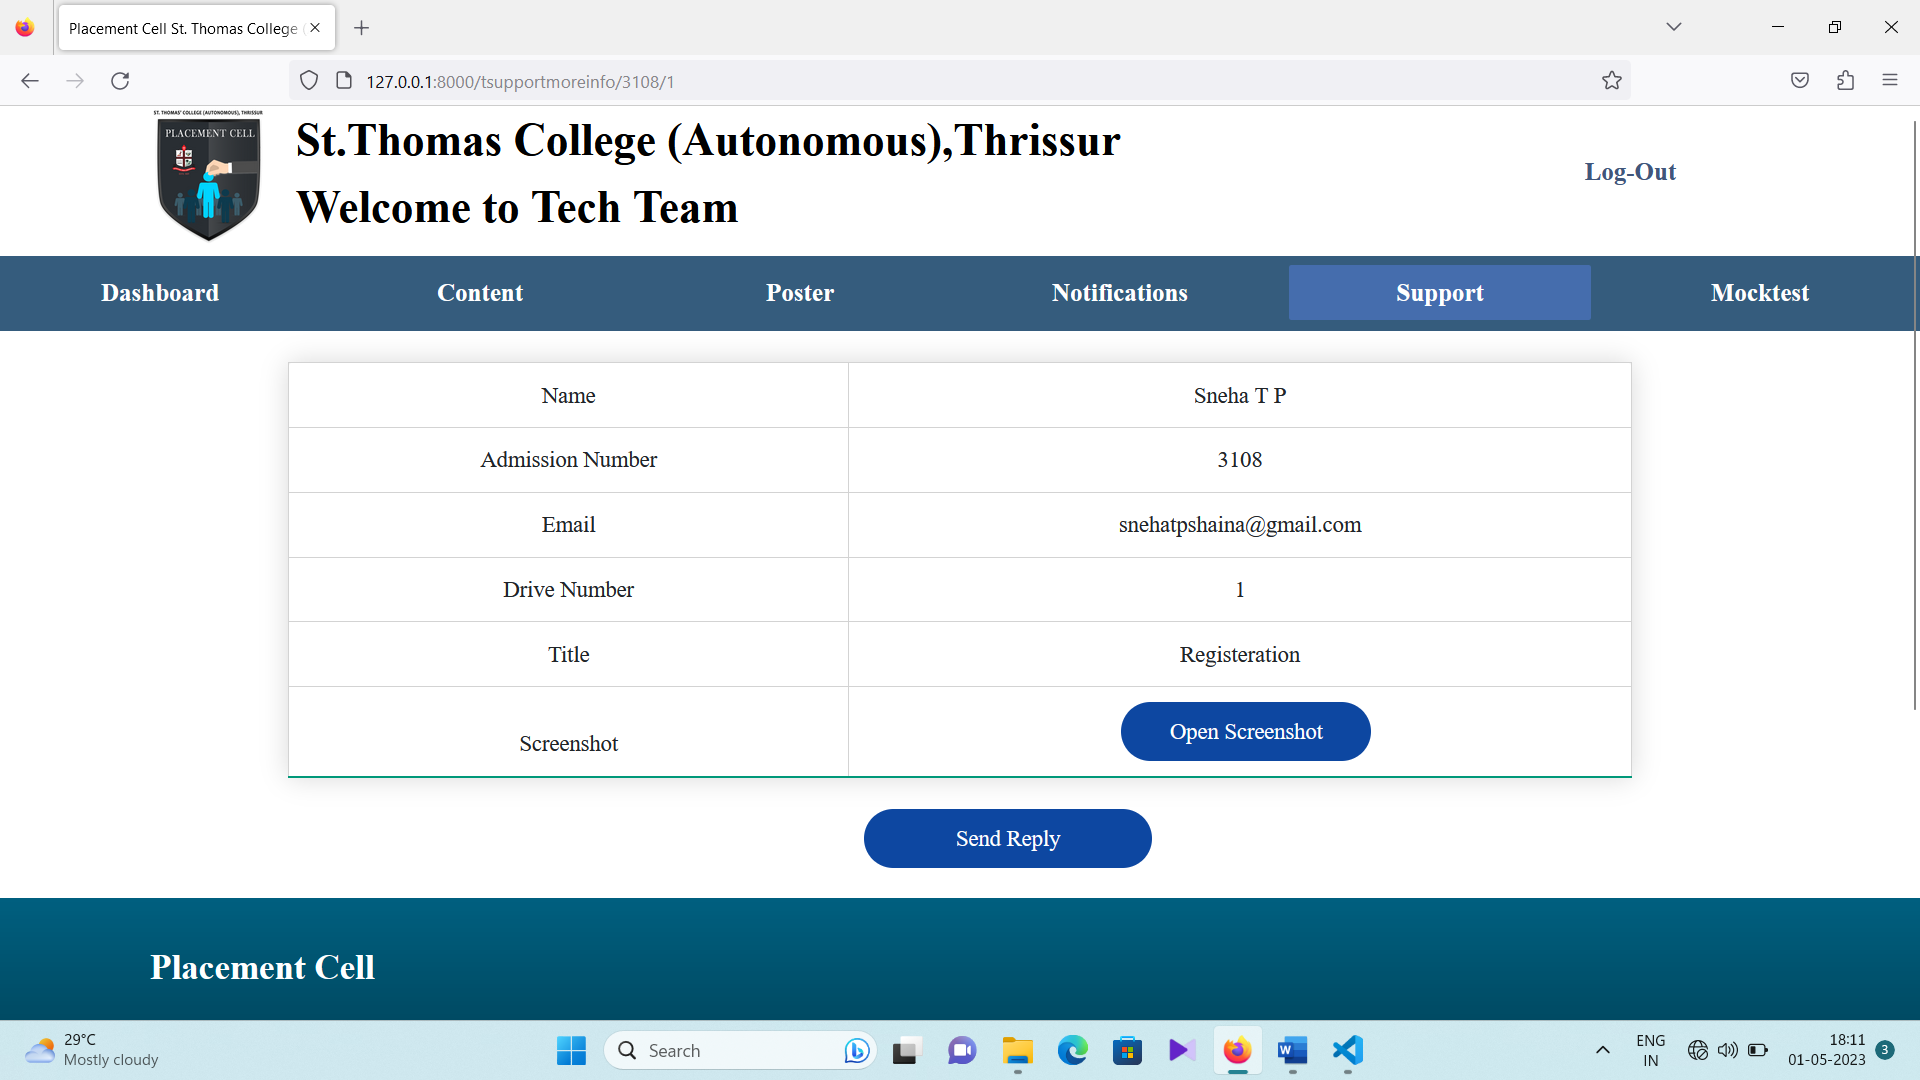 Placement Cell St. Thomas College (
127.0.0.1:8000/tsupportmoreinfo/3108/1
ST. THOMAS' COLLEGE (AUTONOMOUS), THRISSUR
PLACEMENT CELL
St.Thomas College (Autonomous),Thrissur
Welcome to Tech Team
Log-Out
Dashboard Content Poster Notifications Support Mocktest
Name Sneha T P
Admission Number 3108
Email snehatpshaina@gmail.com
Drive Number 1
Title Registeration
Screenshot Open Screenshot
Send Reply
Placement Cell
29°C
Mostly cloudy
Search
ENG
IN
18:11
01-05-2023
3